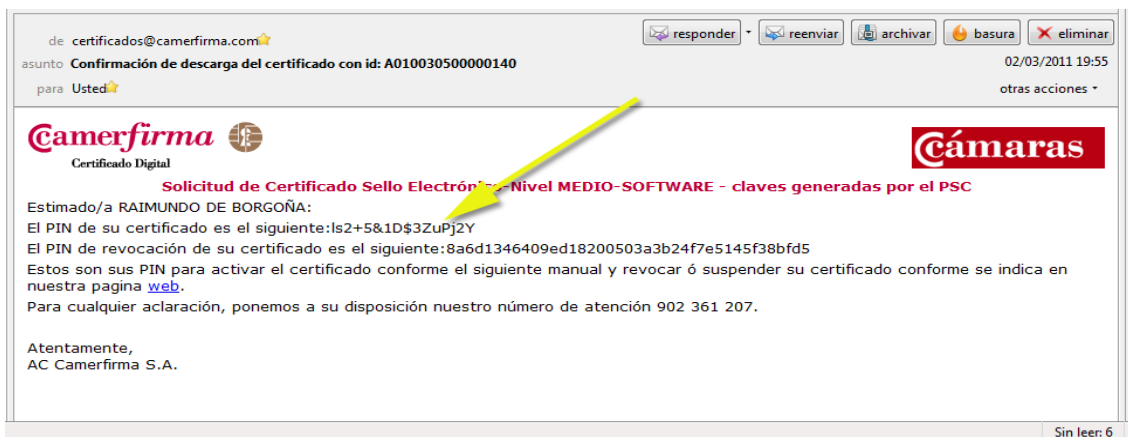 de certificados@camerfirma.com
responder reenviar archivar basura eliminar
asunto Confirmación de descarga del certificado con id: A010030500000140
02/03/2011 19:55
para Usted
otras acciones
Camerfirma
Certificado Digital
Cámaras
Solicitud de Certificado Sello Electrónico-Nivel MEDIO-SOFTWARE - claves generadas por el PSC
Estimado/a RAIMUNDO DE BORGOÑA:
El PIN de su certificado es el siguiente:ls2+5&1D$3ZuPj2Y
El PIN de revocación de su certificado es el siguiente:8a6d1346409ed18200503a3b24f7e5145f38bfd5
Estos son sus PIN para activar el certificado conforme el siguiente manual y revocar ó suspender su certificado conforme se indica en
nuestra pagina web.
Para cualquier aclaración, ponemos a su disposición nuestro número de atención 902 361 207.
Atentamente,
AC Camerfirma S.A.
Sin leer: 6